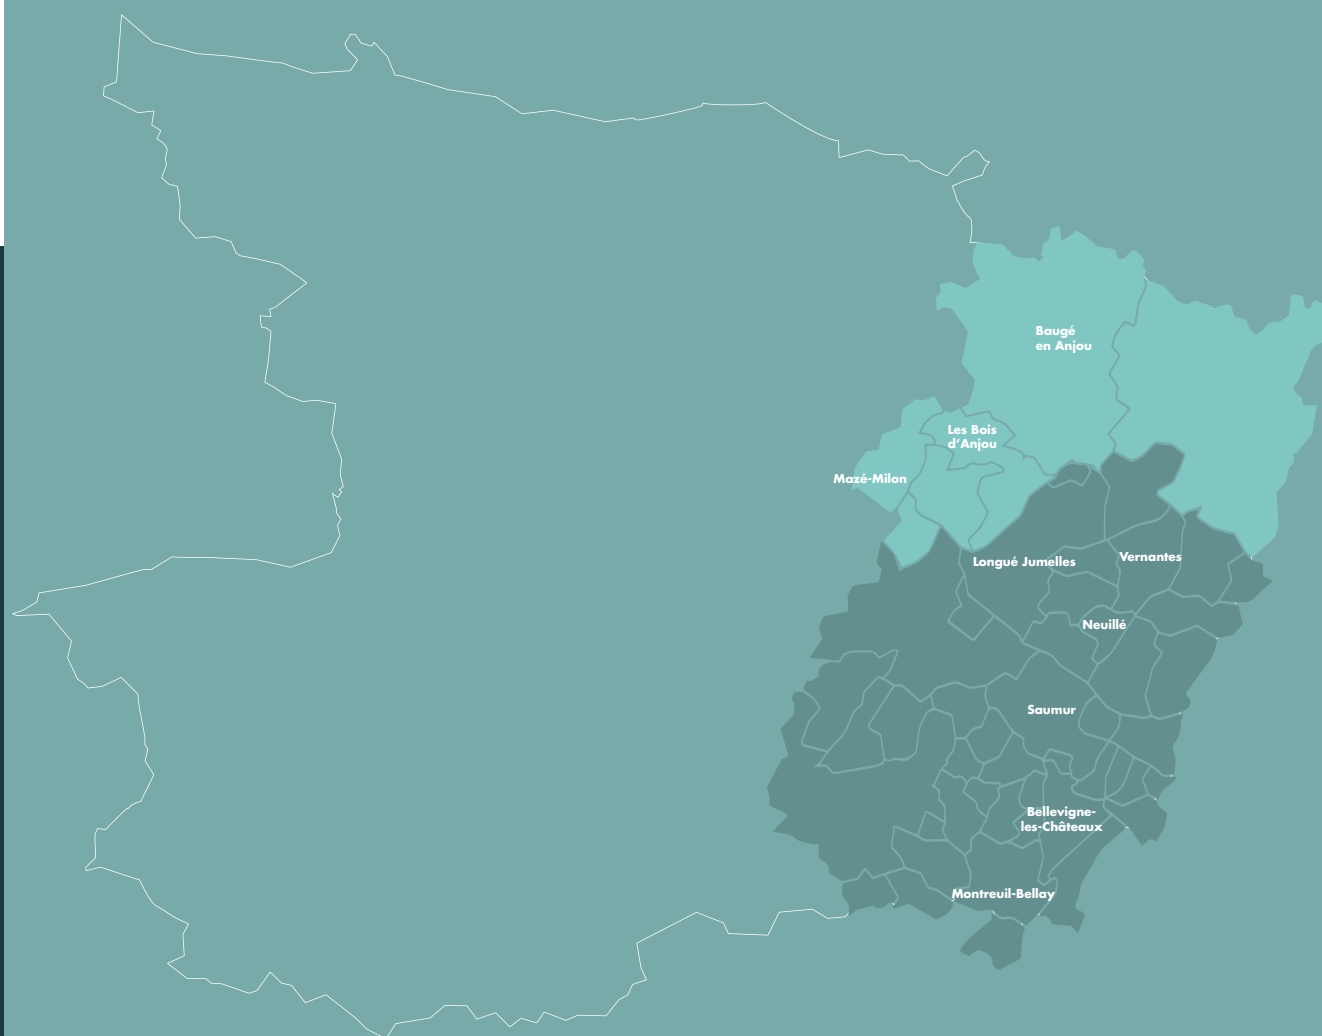 Baugé
en Anjou
Les Bois
d'Anjou
Mazé-Milon
Longué Jumelles
Vernantes
Neuillé
Saumur
Bellevigne-
les-Châteaux
Montreuil-Bellay